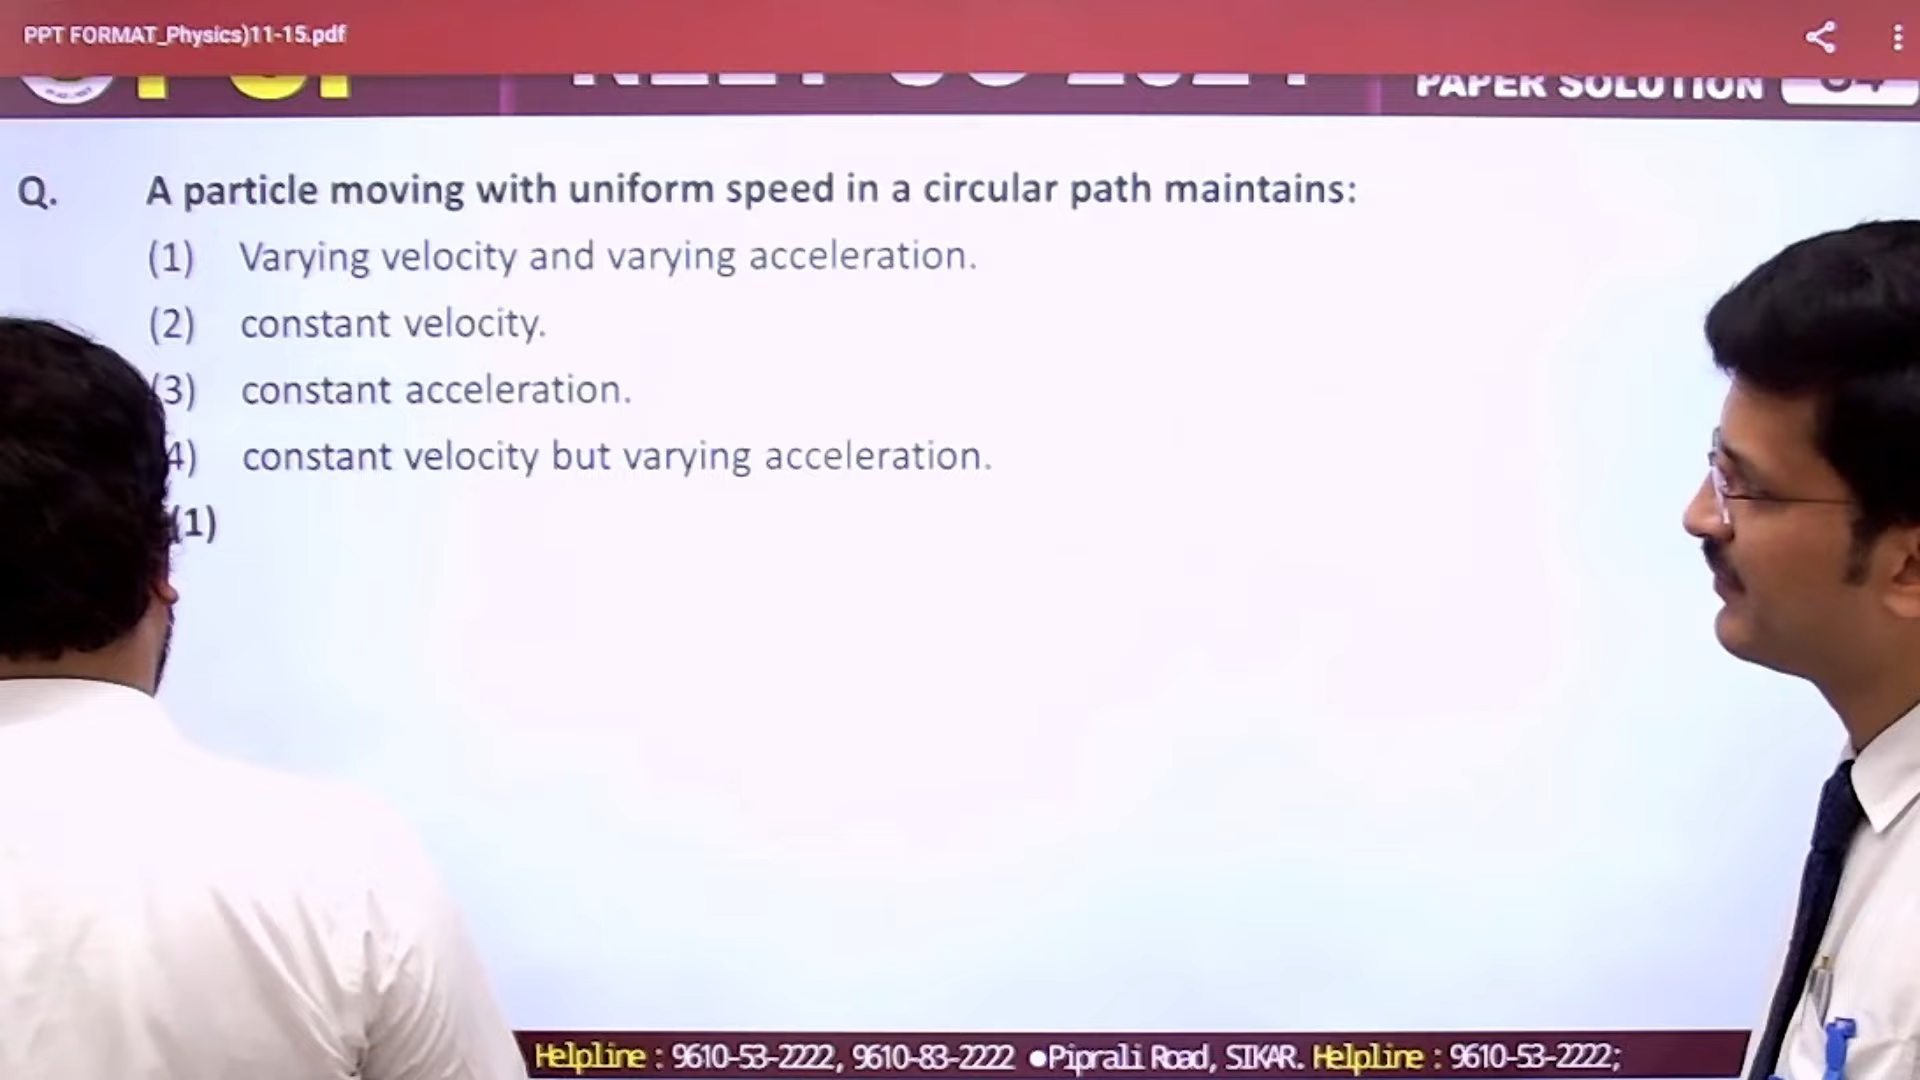 PPT FORMAT_Physics)11-15.pdf
PAPER SOLUTION
Q. A particle moving with uniform speed in a circular path maintains:
(1) Varying velocity and varying acceleration.
(2) constant velocity.
(3) constant acceleration.
4) constant velocity but varying acceleration.
(1)
Helpline : 9610-53-2222, 9610-83-2222 ●Piprali Road, SIKAR. Helpline : 9610-53-2222;